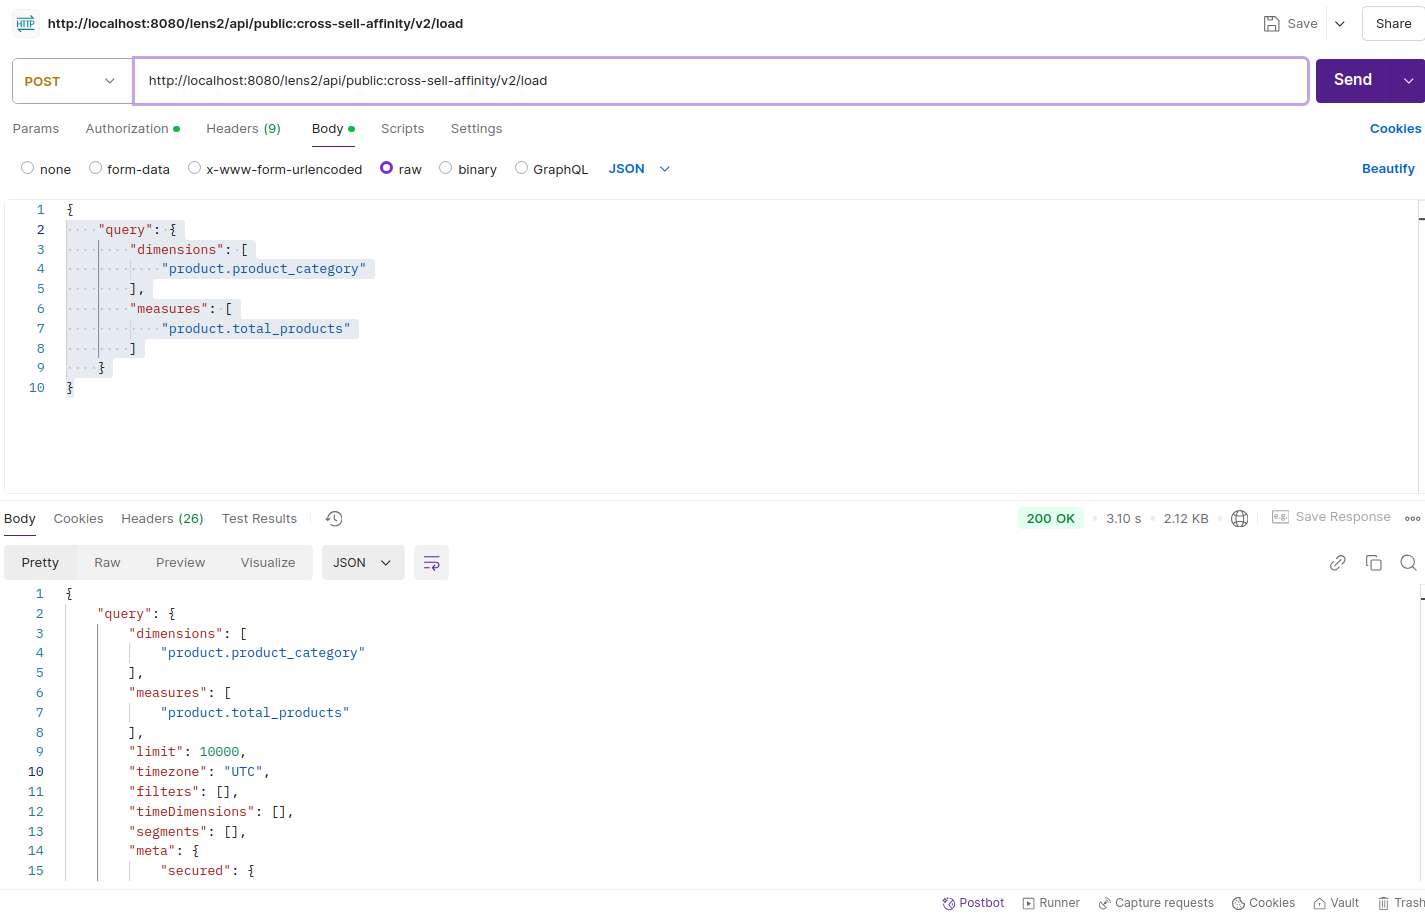 HTTP http://localhost:8080/lens2/api/public:cross-sell-affinity/v2/load Save Share
POST http://localhost:8080/lens2/api/public:cross-sell-affinity/v2/load Send
Params Authorization Headers (9) Body Scripts Settings Cookies
none form-data x-www-form-urlencoded raw binary GraphQL JSON Beautify
1 {
2 "query": {
3 "dimensions": [
4 "product.product_category"
5 ],
6 "measures": [
7 "product.total_products"
8 ]
9 }
10 }
Body Cookies Headers (26) Test Results 200 OK 3.10 s 2.12 KB e.g. Save Response
Pretty Raw Preview Visualize JSON
1 {
2 "query": {
3 "dimensions": [
4 "product.product_category"
5 ],
6 "measures": [
7 "product.total_products"
8 ],
9 "limit": 10000,
10 "timezone": "UTC",
11 "filters": [],
12 "timeDimensions": [],
13 "segments": [],
14 "meta": {
15 "secured": {
Postbot Runner Capture requests Cookies Vault Trash